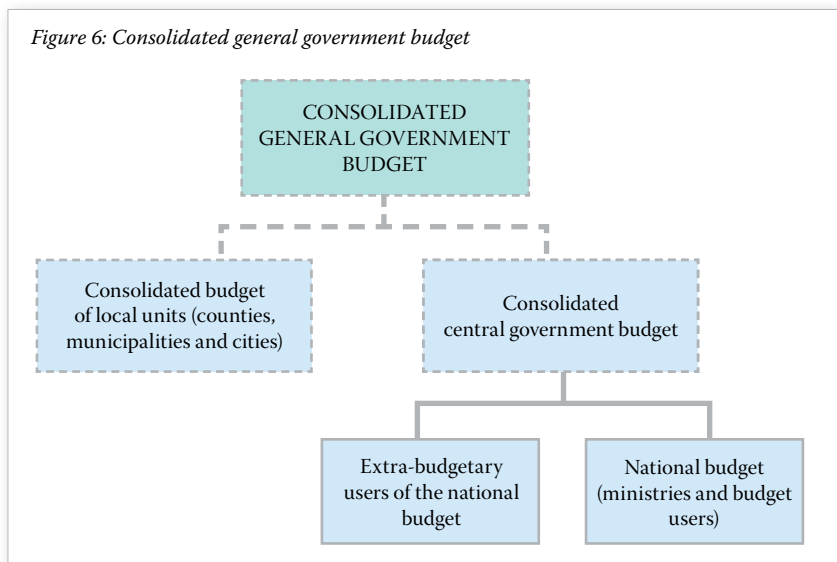 Figure 6: Consolidated general government budget
CONSOLIDATED
GENERAL GOVERNMENT
BUDGET
Consolidated budget
of local units (counties,
municipalities and cities)
Consolidated
central government budget
Extra-budgetary
users of the national
budget
National budget
(ministries and budget
users)